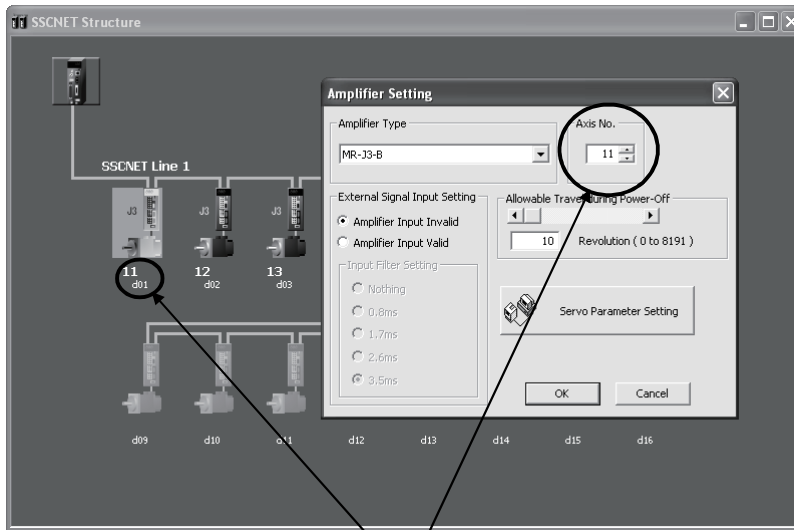 SSCNET Structure
SSCNET Line 1
J3
J3
J3
11
12
13
d01
d02
d03
d09
d10
d11
d12
d13
d14
d15
d16
Amplifier Setting
Amplifier Type
MR-J3-B
Axis No.
11
External Signal Input Setting
Amplifier Input Invalid
Amplifier Input Valid
Input Filter Setting
Nothing
0.8ms
1.7ms
2.6ms
3.5ms
Allowable Travel during Power-Off
10 Revolution ( 0 to 8191 )
Servo Parameter Setting
OK
Cancel